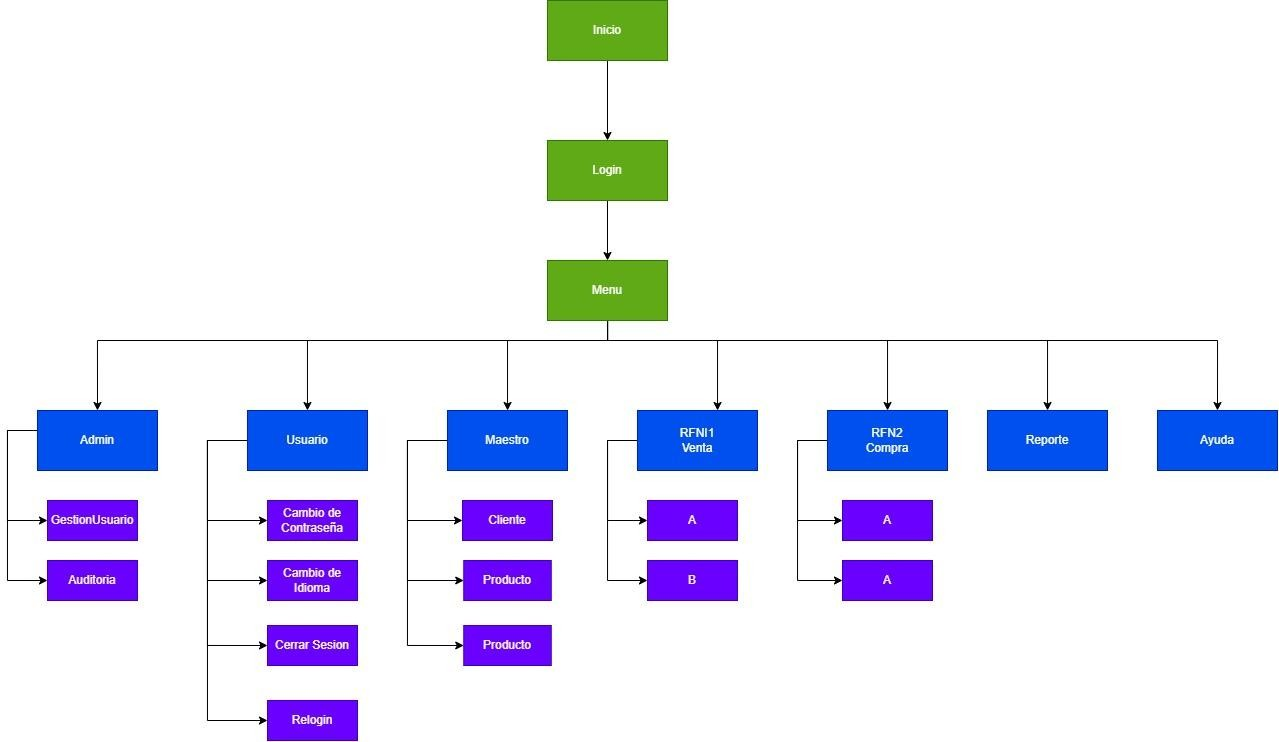 Inicio
Login
Menu
Admin
Usuario
Maestro
RFNI1
Venta
RFN2
Compra
Reporte
Ayuda
GestionUsuario
Auditoria
Cambio de
Contraseña
Cambio de
Idioma
Cerrar Sesion
Relogin
Cliente
Producto
Producto
A
B
A
A